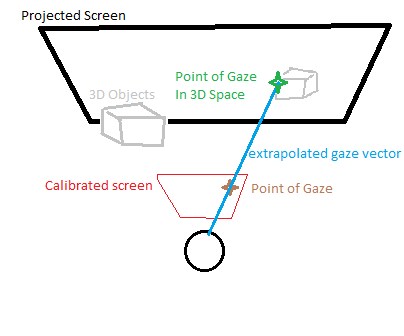 Projected Screen
Point of Gaze
In 3D Space
3D Objects
extrapolated gaze vector
Calibrated screen
Point of Gaze